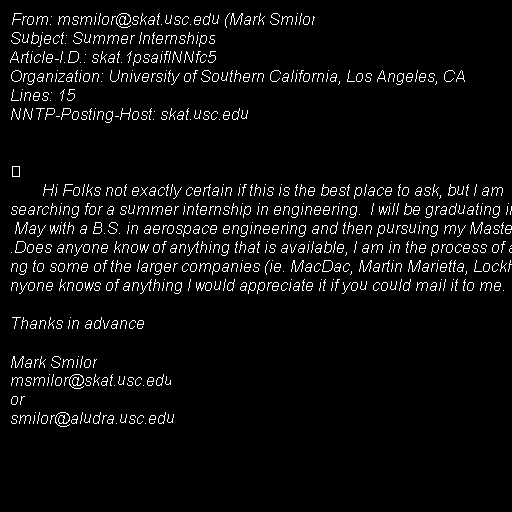 From: msmilor@skat.usc.edu (Mark Smilor
Subject: Summer Internships
Article-I.D.: skat.1psaifINNfc5
Organization: University of Southern California, Los Angeles, CA
Lines: 15
NNTP-Posting-Host: skat.usc.edu
Hi Folks not exactly certain if this is the best place to ask, but I am
searching for a summer internship in engineering.  I will be graduating
May with a B.S. in aerospace engineering and then pursuing my
.Does anyone know of anything that is available, I am in the process of
ng to some of the larger companies (ie. MacDac, Martin Marietta,
nyone knows of anything I would appreciate it if you could mail it to me.
Thanks in advance
Mark Smilor
msmilor@skat.usc.edu
or
smilor@aludra.usc.edu